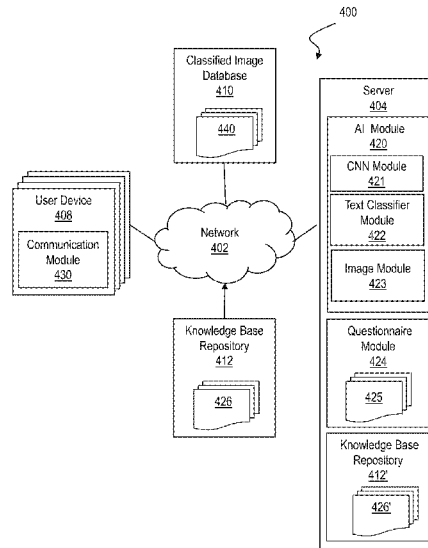 400
Classified Image
Database
410
440
Server
404
AI Module
420
CNN Module
421
Text Classifier
Module
422
Image Module
423
User Device
408
Communication
Module
430
Network
402
Knowledge Base
Repository
412
426
Questionnaire
Module
424
425
Knowledge Base
Repository
412'
426'